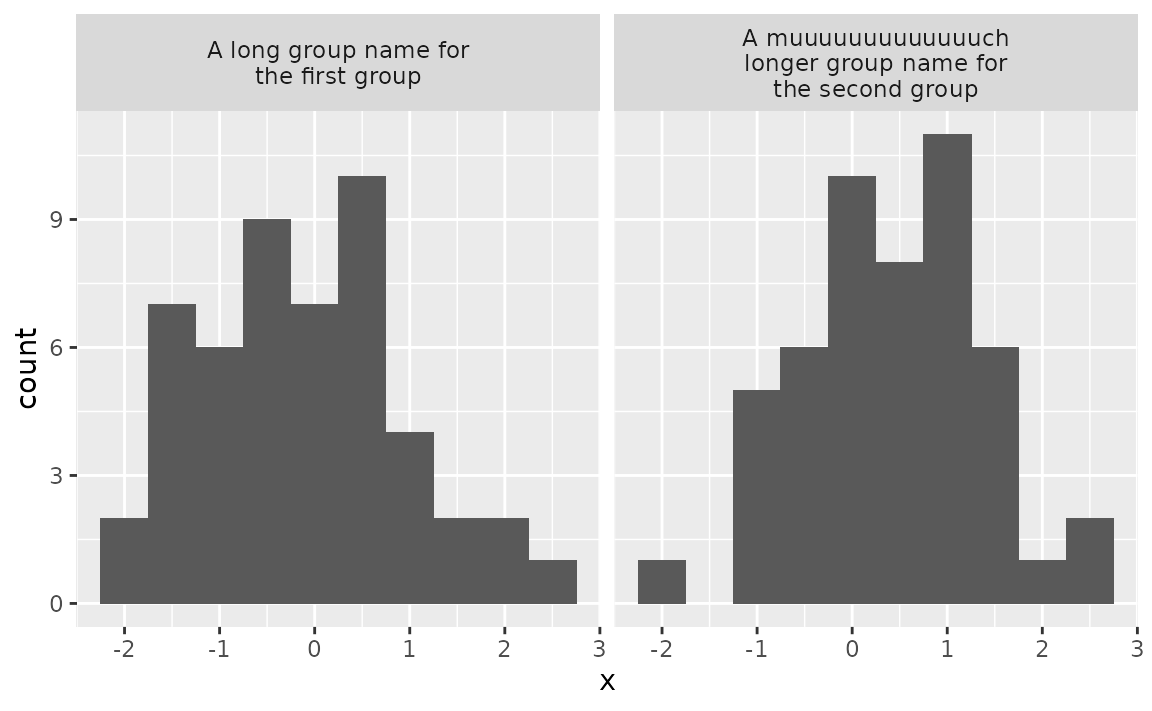 A long group name for
the first group
A muuuuuuuuuuuuuch
longer group name for
the second group
count
9
6
3
0
-2 -1 0 1 2 3
-2 -1 0 1 2 3
x